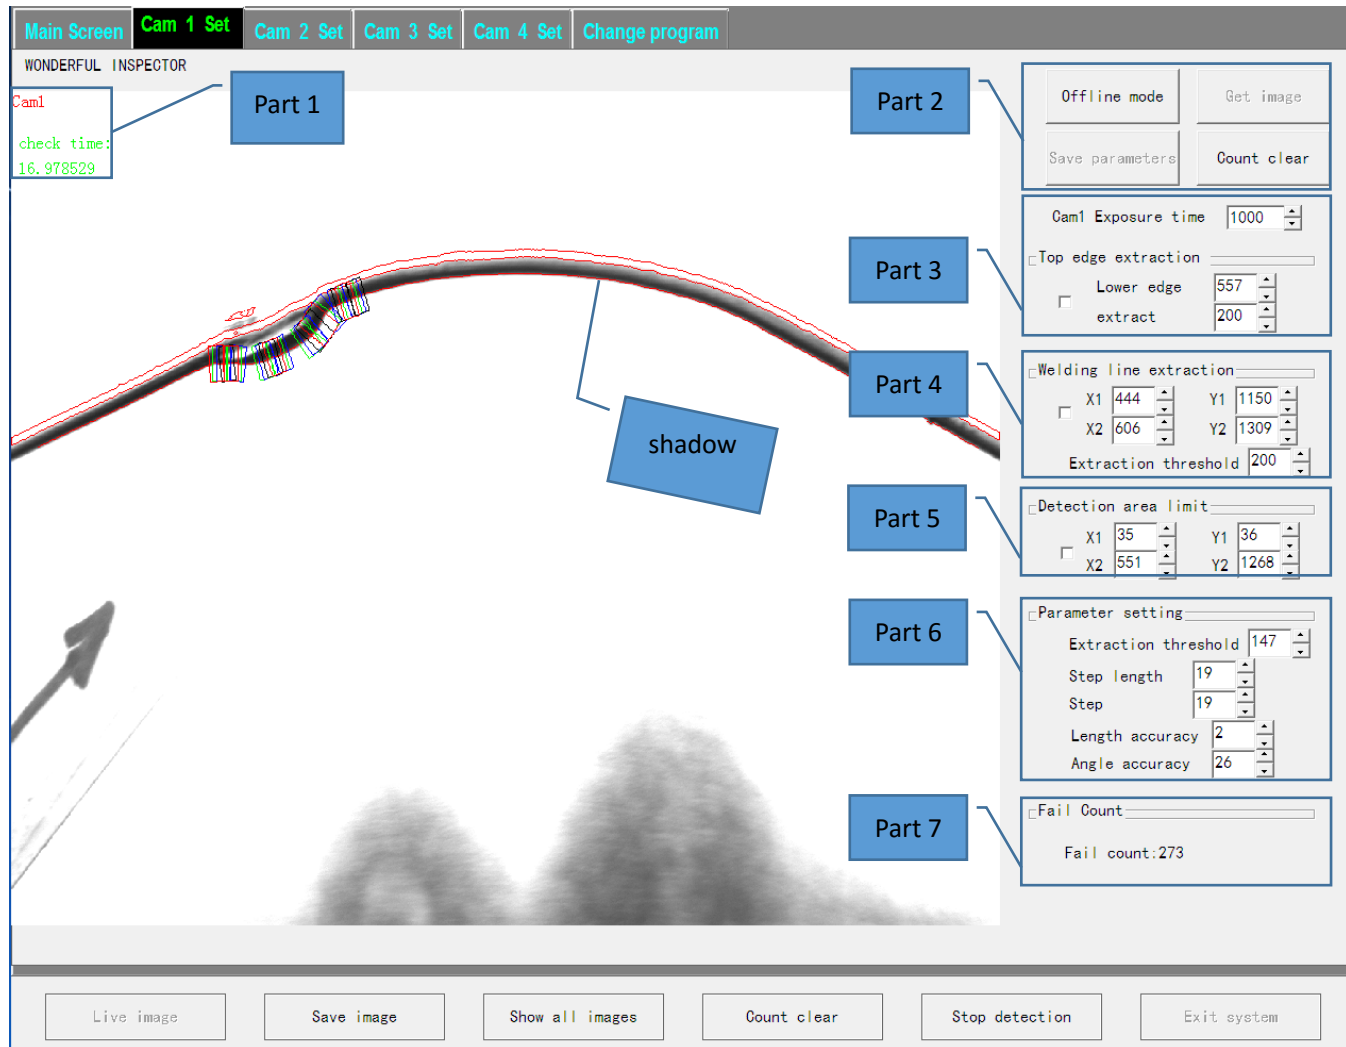 Main Screen Cam 1 Set Cam 2 Set Cam 3 Set Cam 4 Set Change program
WONDERFUL INSPECTOR
Cam1
check time:
16.978529
Part 1
shadow
Part 2
Offline mode Get image
Save parameters Count clear
Part 3
Cam1 Exposure time 1000
Top edge extraction
Lower edge 557
extract 200
Part 4
Welding line extraction
X1 444 Y1 1150
X2 606 Y2 1309
Extraction threshold 200
Part 5
Detection area limit
X1 35 Y1 36
X2 551 Y2 1268
Part 6
Parameter setting
Extraction threshold 147
Step length 19
Step 19
Length accuracy 2
Angle accuracy 26
Part 7
Fail Count
Fail count:273
Live image Save image Show all images Count clear Stop detection Exit system